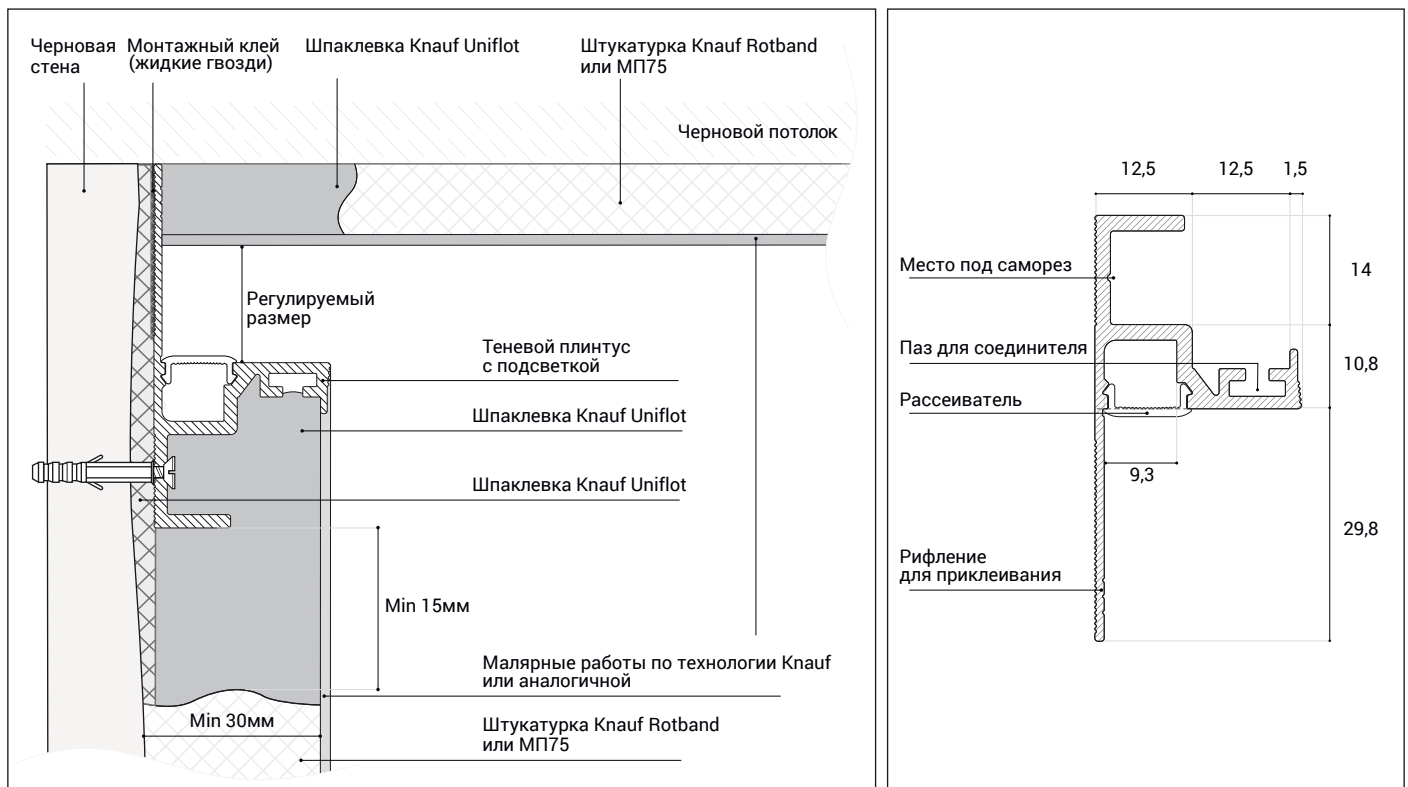 Черновая
стена
Монтажный клей
(жидкие гвозди)
Шпаклевка Knauf Uniflot
Штукатурка Knauf Rotband
или МП75
Черновой потолок
Регулируемый
размер
Теневой плинтус
с подсветкой
Шпаклевка Knauf Uniflot
Шпаклевка Knauf Uniflot
Min 15мм
Малярные работы по технологии Knauf
или аналогичной
Min 30мм
Штукатурка Knauf Rotband
или МП75
12,5
12,5
1,5
Место под саморез
14
Паз для соединителя
10,8
Рассеиватель
9,3
29,8
Рифление
для приклеивания